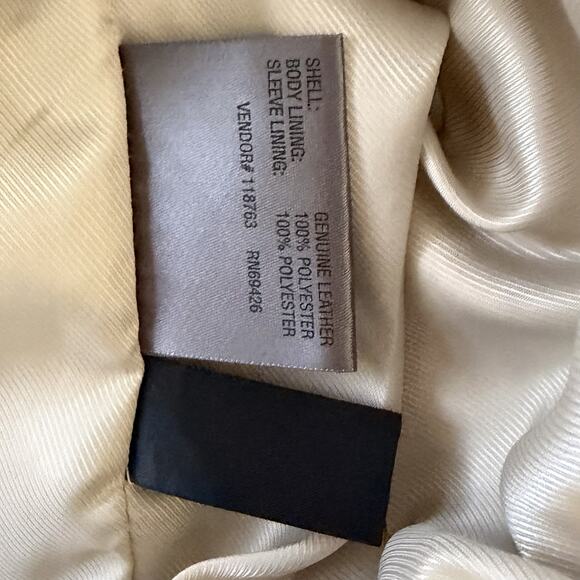 SHELL: GENUINE LEATHER
BODY LINING: 100% POLYESTER
SLEEVE LINING: 100% POLYESTER
VENDOR# 118763 RN69426